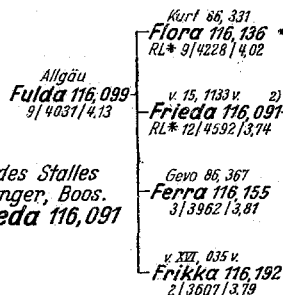 Kurt 66, 331
Flora 116, 136
RL* 9/4228/4,02
Allgäu
Fulda 116,099
9/4031/4,13
v. 15, 1133 v. 2)
Frieda 116,091
RL* 12/4592/3,74
des Stalles
nger, Boos.
eda 116,091
Gevo 86, 367
Ferra 116,155
3/3962/3,81
v. XVI, 035 v.
Frikka 116,192
2/3607/3,79